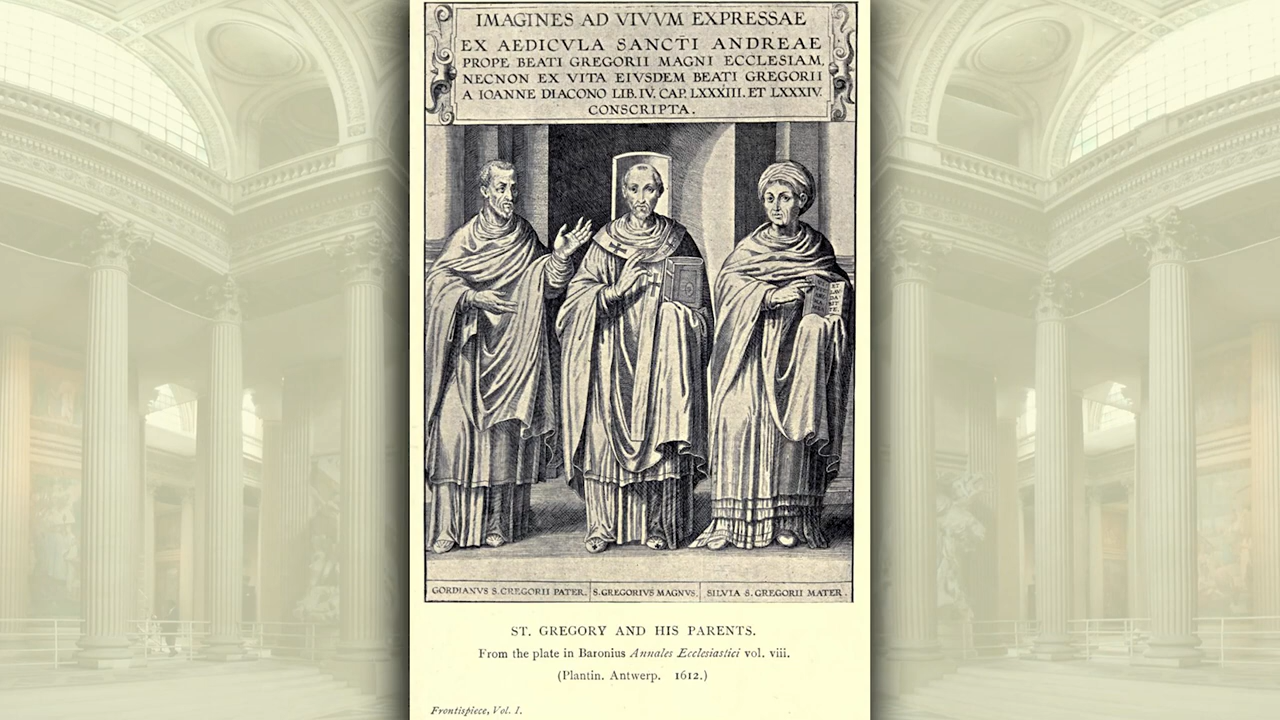 IMAGINES AD VIVVM EXPRESSAE
EX AEDICVLA SANCTI ANDREAE
PROPE BEATI GREGORII MAGNI ECCLESIAM,
NECNON EX VITA EIVSDEM BEATI GREGORII
A IOANNE DIACONO LIB. IV. CAP. LXXXIII. ET LXXXIV.
CONSCRIPTA.
GORDIANVS S. GREGORII PATER. S. GREGORIVS MAGNVS. SILVIA S. GREGORII MATER.
ST. GREGORY AND HIS PARENTS.
From the plate in Baronius Annales Ecclesiastici vol. viii.
(Plantin. Antwerp. 1612.)
Frontispiece, Vol. I.